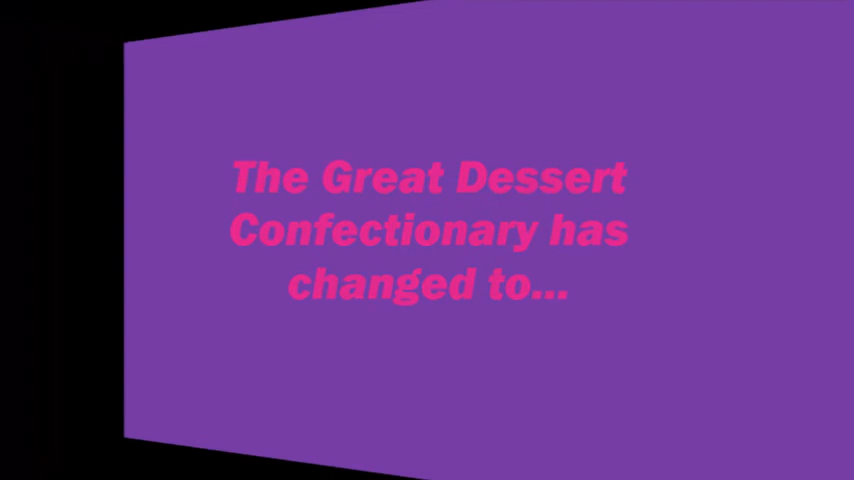 The Great Dessert
Confectionary has
changed to...